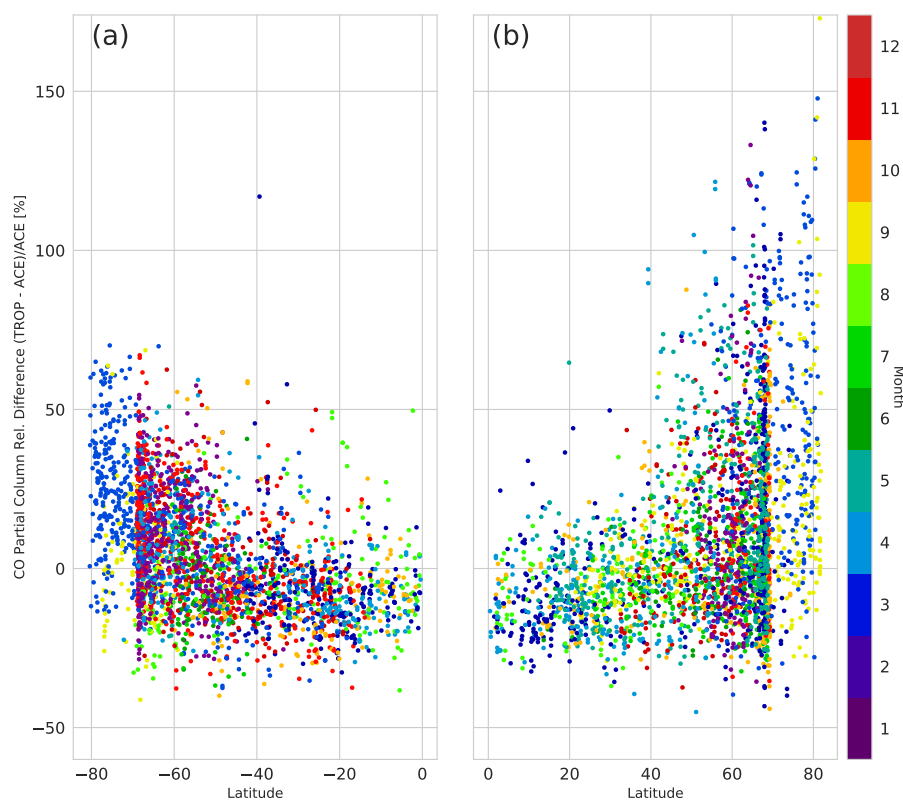 (a)
(b)
CO Partial Column Rel. Difference (TROP - ACE)/ACE [%]
150
100
50
0
−50
−80 −60 −40 −20 0
Latitude
0 20 40 60 80
Latitude
12
11
10
9
8
7
6
5
4
3
2
1
Month